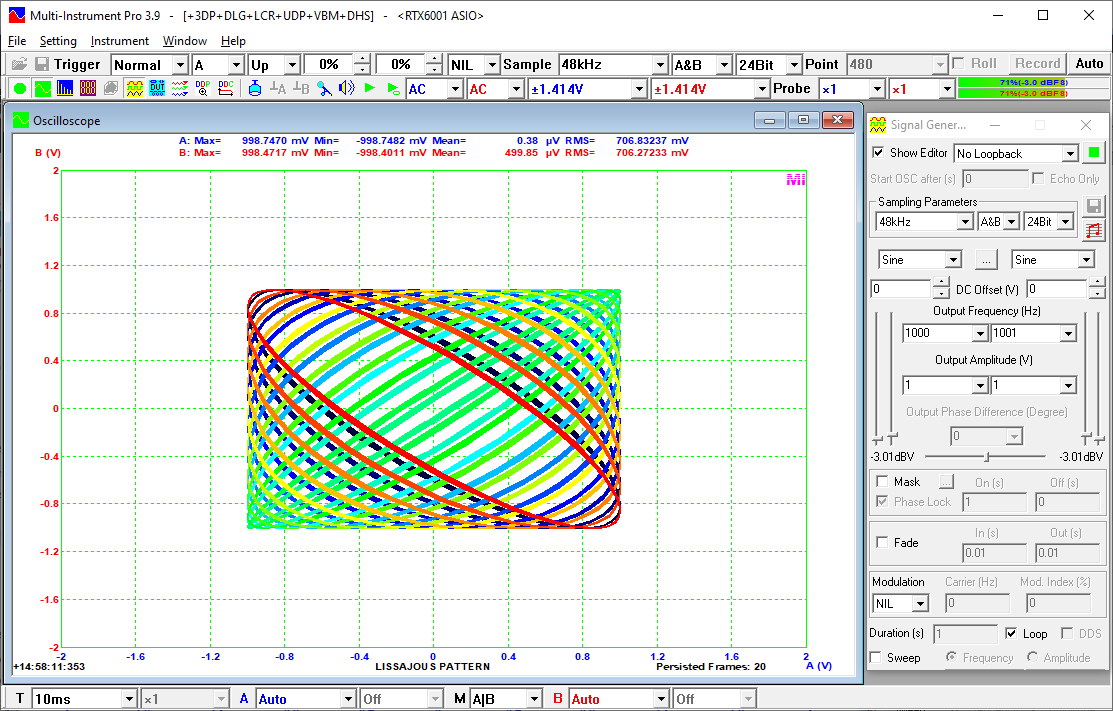 Multi-Instrument Pro 3.9 - [+3DP+DLG+LCR+UDP+VBM+DHS] - <RTX6001 ASIO>
File Setting Instrument Window Help
Trigger Normal A Up 0% 0% NIL Sample 48kHz A&B 24Bit Point 480 Roll Record Auto
DDP DDC A B AC AC ±1.414V ±1.414V Probe ×1 ×1 71%(-3.0 dBFS) 71%(-3.0 dBFS)
Oscilloscope
A: Max= 998.7470 mV Min= -998.7482 mV Mean= 0.38 µV RMS= 706.83237 mV
B: Max= 998.4717 mV Min= -998.4011 mV Mean= 499.85 µV RMS= 706.27233 mV
B (V)
MI
2
1.6
1.2
0.8
0.4
0
-0.4
-0.8
-1.2
-1.6
-2
-2 -1.6 -1.2 -0.8 -0.4 0 0.4 0.8 1.2 1.6 2
+14:58:11:353 LISSAJOUS PATTERN Persisted Frames: 20 A (V)
Signal Gener...
Show Editor No Loopback
Start OSC after (s) 0 Echo Only
Sampling Parameters
48kHz A&B 24Bit
Sine ... Sine
0 DC Offset (V) 0
Output Frequency (Hz)
1000 1001
Output Amplitude (V)
1 1
Output Phase Difference (Degree)
0
-3.01dBV -3.01dBV
Mask ... On (s) Off (s)
Phase Lock 1 0
In (s) Out (s)
Fade 0.01 0.01
Modulation Carrier (Hz) Mod. Index (%)
NIL 0 0
Duration (s) 1 Loop DDS
Sweep Frequency Amplitude
T 10ms ×1 A Auto Off M A|B B Auto Off